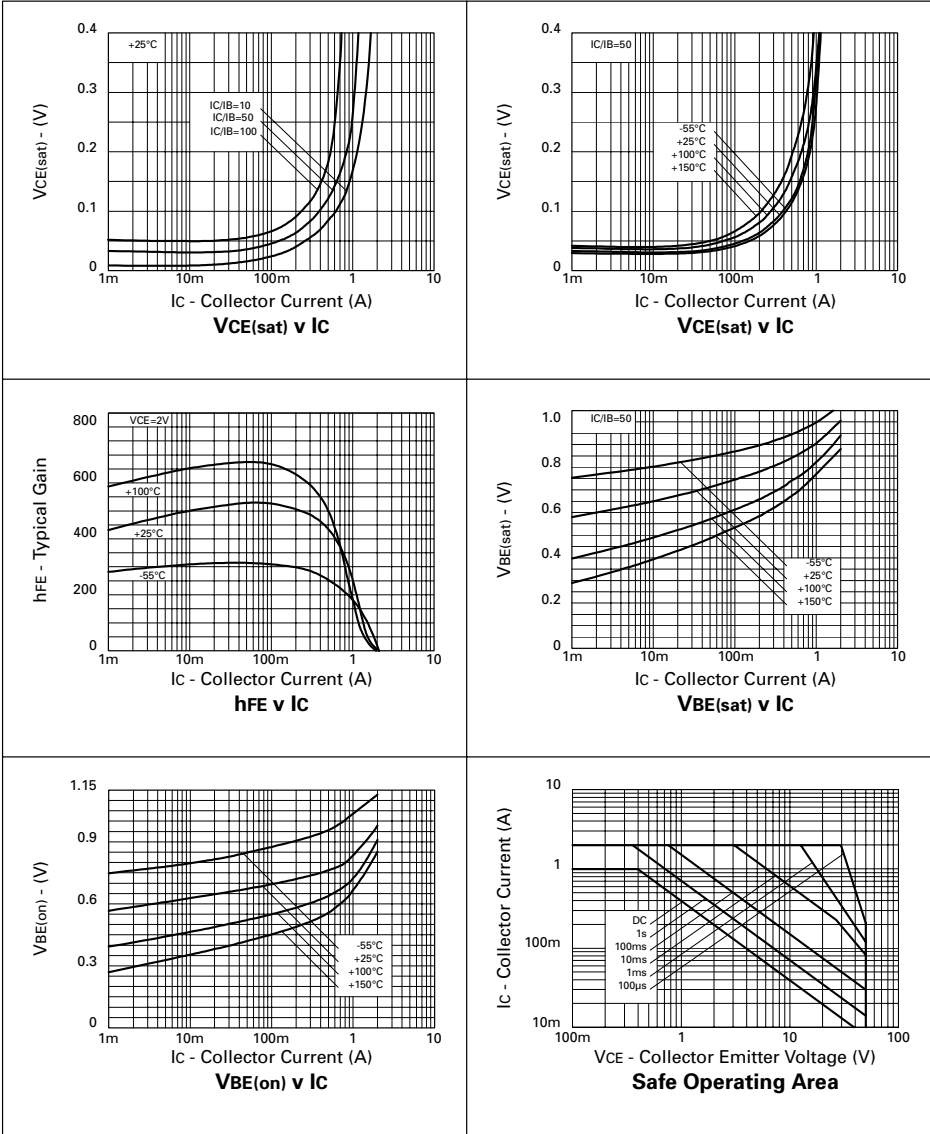 0.4
+25°C
0.3
IC/IB=10
IC/IB=50
IC/IB=100
0.2
0.1
0
VCE(sat) - (V)
1m 10m 100m 1 10
IC - Collector Current (A)
VCE(sat) v IC
0.4
IC/IB=50
0.3
-55°C
+25°C
+100°C
+150°C
0.2
0.1
0
VCE(sat) - (V)
1m 10m 100m 1 10
IC - Collector Current (A)
VCE(sat) v IC
800
VCE=2V
600
+100°C
400
+25°C
200
-55°C
0
hFE - Typical Gain
1m 10m 100m 1 10
IC - Collector Current (A)
hFE v IC
1.0
IC/IB=50
0.8
0.6
0.4
-55°C
+25°C
+100°C
+150°C
0.2
0
VBE(sat) - (V)
1m 10m 100m 1 10
IC - Collector Current (A)
VBE(sat) v IC
1.15
0.9
0.6
0.3
-55°C
+25°C
+100°C
+150°C
0
VBE(on) - (V)
1m 10m 100m 1 10
IC - Collector Current (A)
VBE(on) v IC
10
1
100m
10m
DC
1s
100ms
10ms
1ms
100µs
IC - Collector Current (A)
100m 1 10 100
VCE - Collector Emitter Voltage (V)
Safe Operating Area